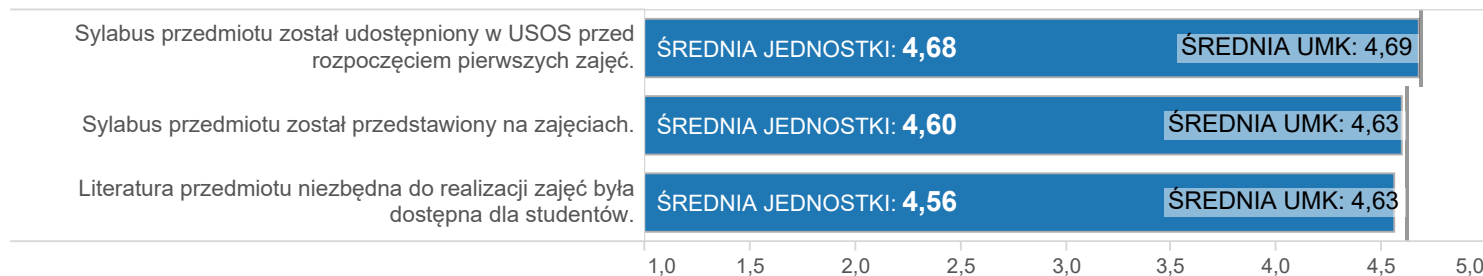 Sylabus przedmiotu został udostępniony w USOS przed
rozpoczęciem pierwszych zajęć.
ŚREDNIA JEDNOSTKI: 4,68
ŚREDNIA UMK: 4,69
Sylabus przedmiotu został przedstawiony na zajęciach.
ŚREDNIA JEDNOSTKI: 4,60
ŚREDNIA UMK: 4,63
Literatura przedmiotu niezbędna do realizacji zajęć była
dostępna dla studentów.
ŚREDNIA JEDNOSTKI: 4,56
ŚREDNIA UMK: 4,63
1,0 1,5 2,0 2,5 3,0 3,5 4,0 4,5 5,0